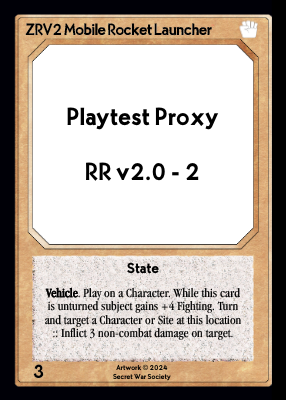 ZRV2 Mobile Rocket Launcher
Playtest Proxy
RR v2.0 - 2
State
Vehicle. Play on a Character. While this card
is unturned subject gains +4 Fighting. Turn
and target a Character or Site at this location
:: Inflict 3 non-combat damage on target.
3
Artwork © 2024
Secret War Society